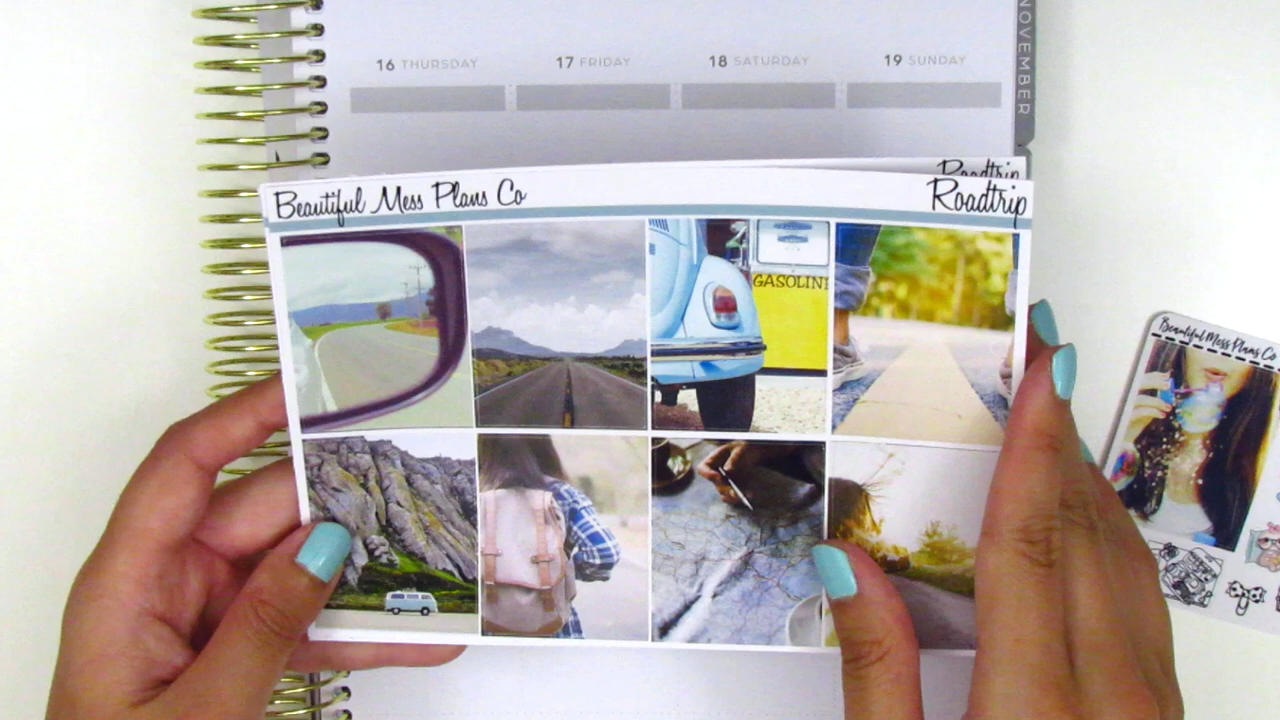 16 THURSDAY 17 FRIDAY 18 SATURDAY 19 SUNDAY
NOVEMBER
Roadtrip
Beautiful Mess Plans Co Roadtrip
GASOLINE
Beautiful Mess Plans Co